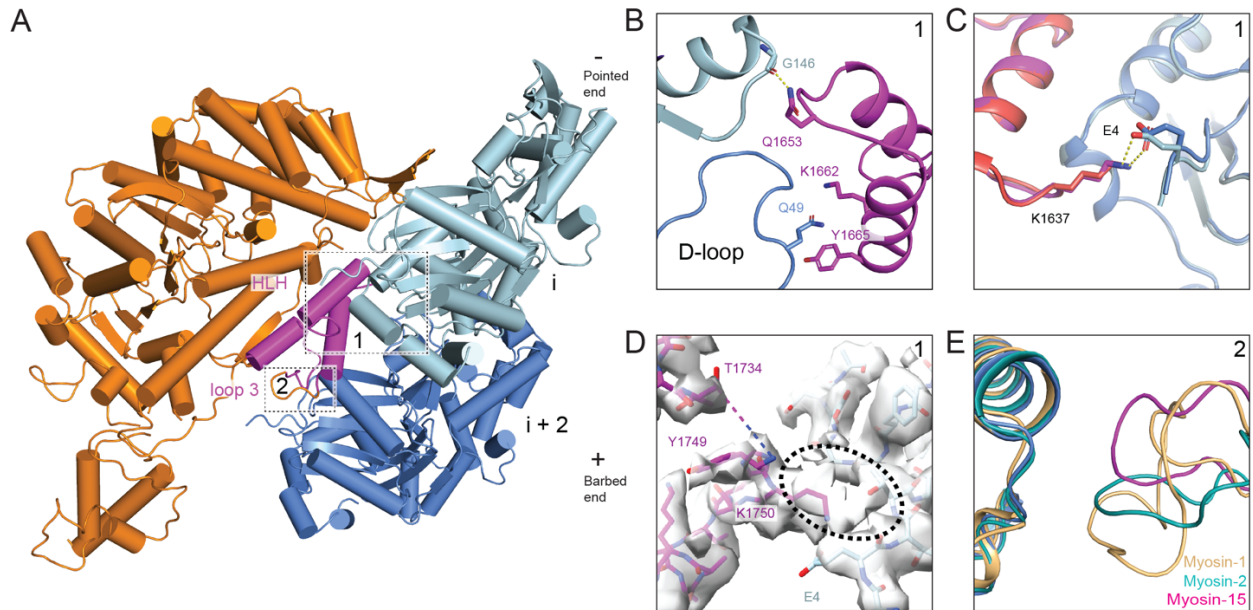 A
-
Pointed
end
HLH
i
1
loop 3
2
i + 2
+
Barbed
end
B
1
G146
Q1653
K1662
Q49
Y1665
D-loop
C
1
E4
K1637
D
1
T1734
Y1749
K1750
E4
E
2
Myosin-1
Myosin-2
Myosin-15